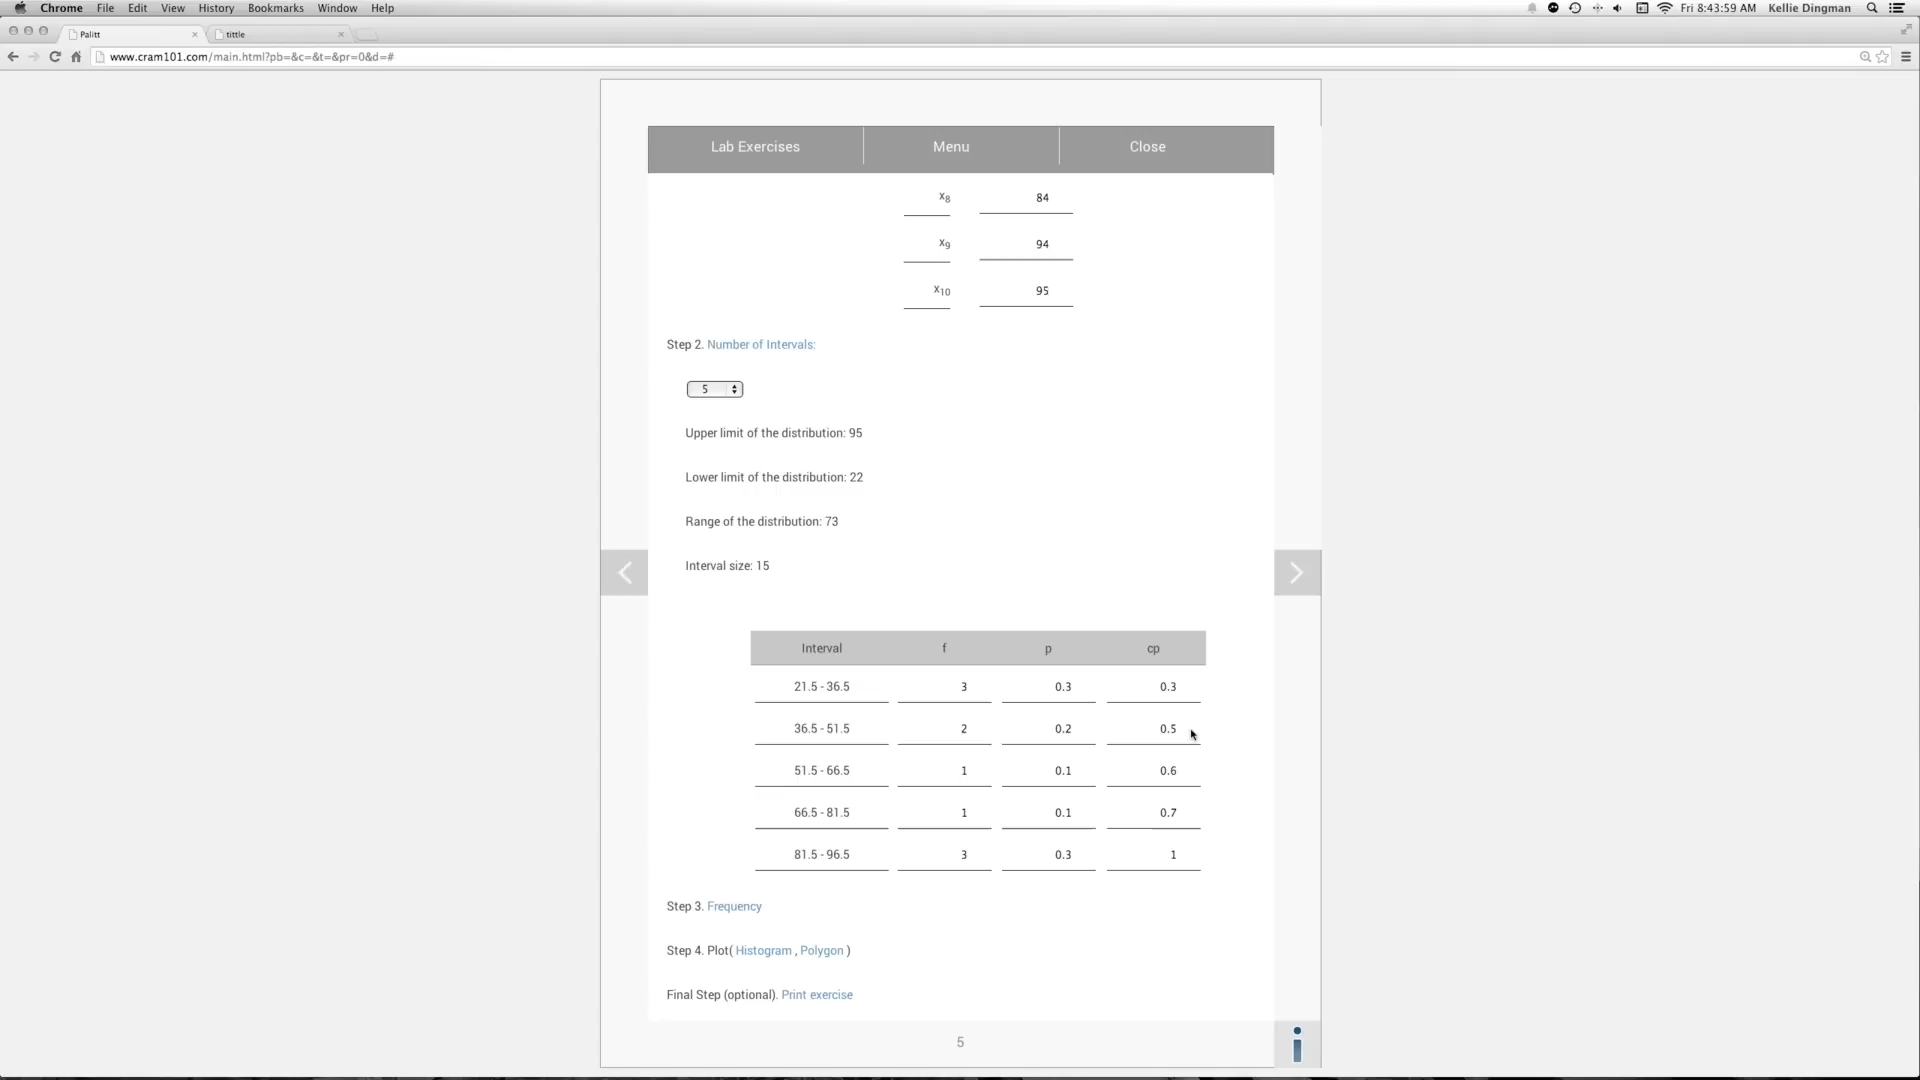 Chrome File Edit View History Bookmarks Window Help Fri 8:43:59 AM Kellie Dingman
Palitt × tittle ×
www.cram101.com/main.html?pb=&c=&t=&pr=0&d=#
Lab Exercises Menu Close
x8 84
x9 94
x10 95
Step 2. Number of Intervals:
5
Upper limit of the distribution: 95
Lower limit of the distribution: 22
Range of the distribution: 73
Interval size: 15
Interval f p cp
21.5 - 36.5 3 0.3 0.3
36.5 - 51.5 2 0.2 0.5
51.5 - 66.5 1 0.1 0.6
66.5 - 81.5 1 0.1 0.7
81.5 - 96.5 3 0.3 1
Step 3. Frequency
Step 4. Plot( Histogram , Polygon )
Final Step (optional). Print exercise
5